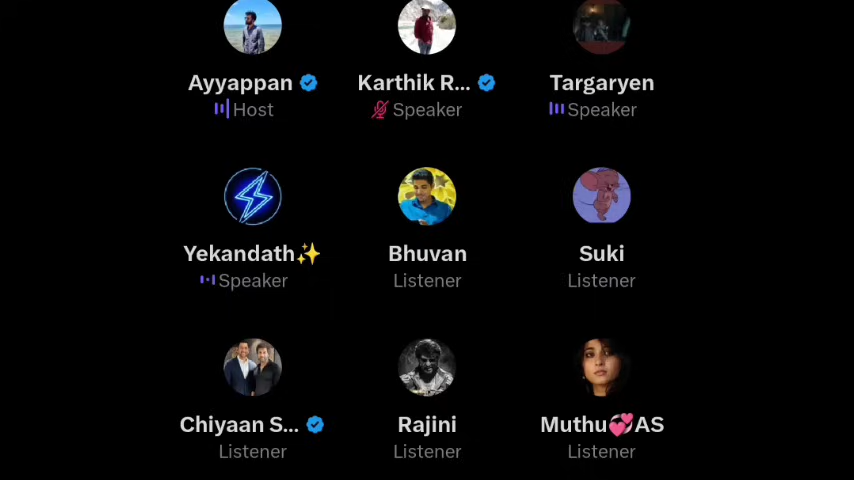 Ayyappan Karthik R... Targaryen
Host Speaker Speaker
Yekandath✨ Bhuvan Suki
Speaker Listener Listener
Chiyaan S... Rajini Muthu💞AS
Listener Listener Listener